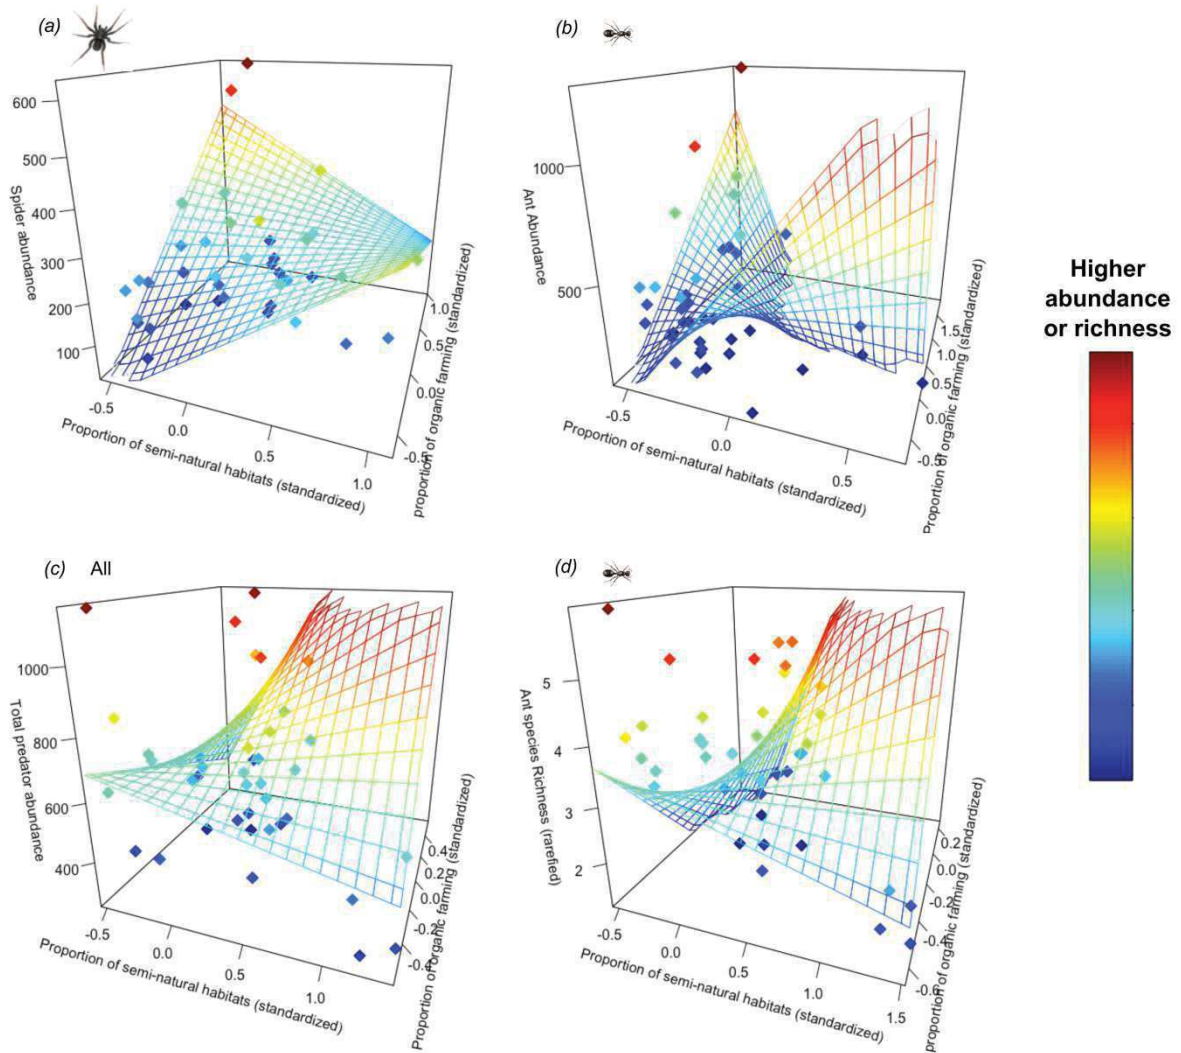 (a)
600
500
400
300
200
100
Spider abundance
-0.5
0.0
0.5
1.0
Proportion of semi-natural habitats (standardized)
1.0
0.5
0.0
-0.5
proportion of organic farming (standardized)
(b)
1000
500
Ant Abundance
-0.5
0.0
0.5
Proportion of semi-natural habitats (standardized)
1.5
1.0
0.5
0.0
-0.5
Proportion of organic farming (standardized)
Higher
abundance
or richness
(c) All
1000
800
600
400
Total predator abundance
-0.5
0.0
0.5
1.0
Proportion of semi-natural habitats (standardized)
0.4
0.2
0.0
-0.2
-0.4
Proportion of organic farming (standardized)
(d)
5
4
3
2
Ant species Richness (rarefied)
-0.5
0.0
0.5
1.0
1.5
Proportion of semi-natural habitats (standardized)
0.2
0.0
-0.2
-0.4
-0.6
proportion of organic farming (standardized)